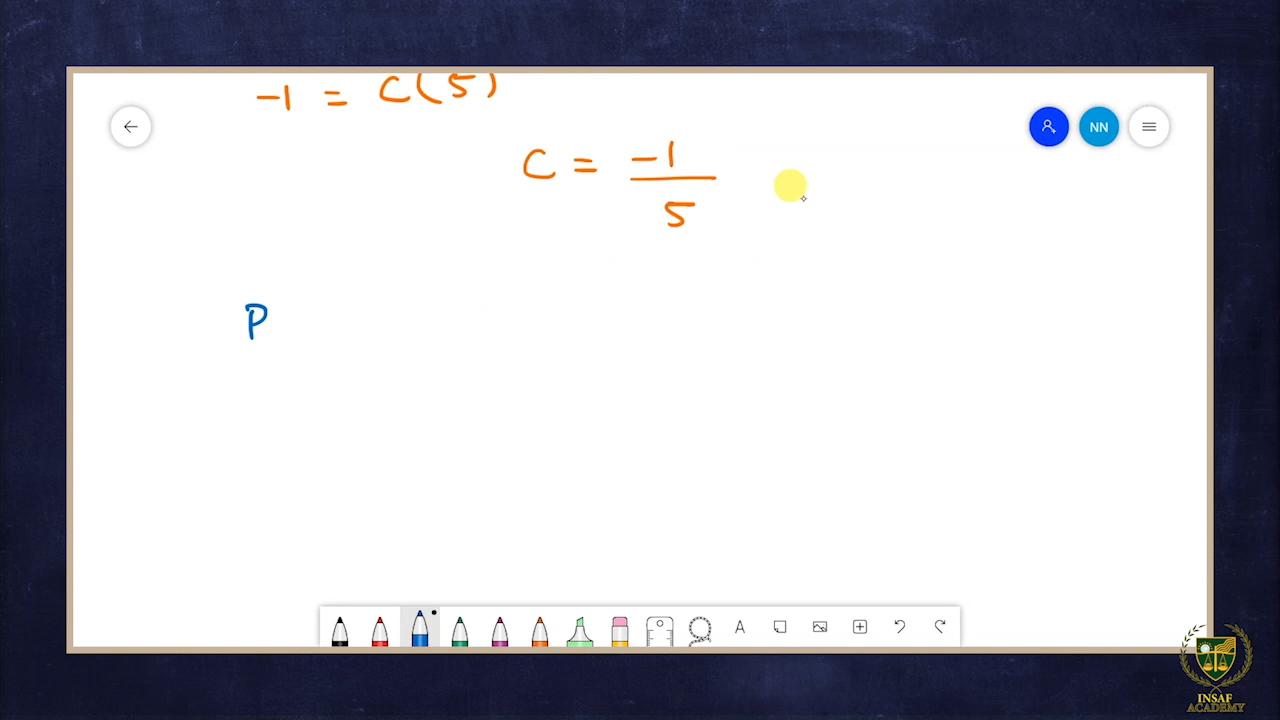 -1 = C(5)
NN
C = -1/5
P
A
INSAF
ACADEMY